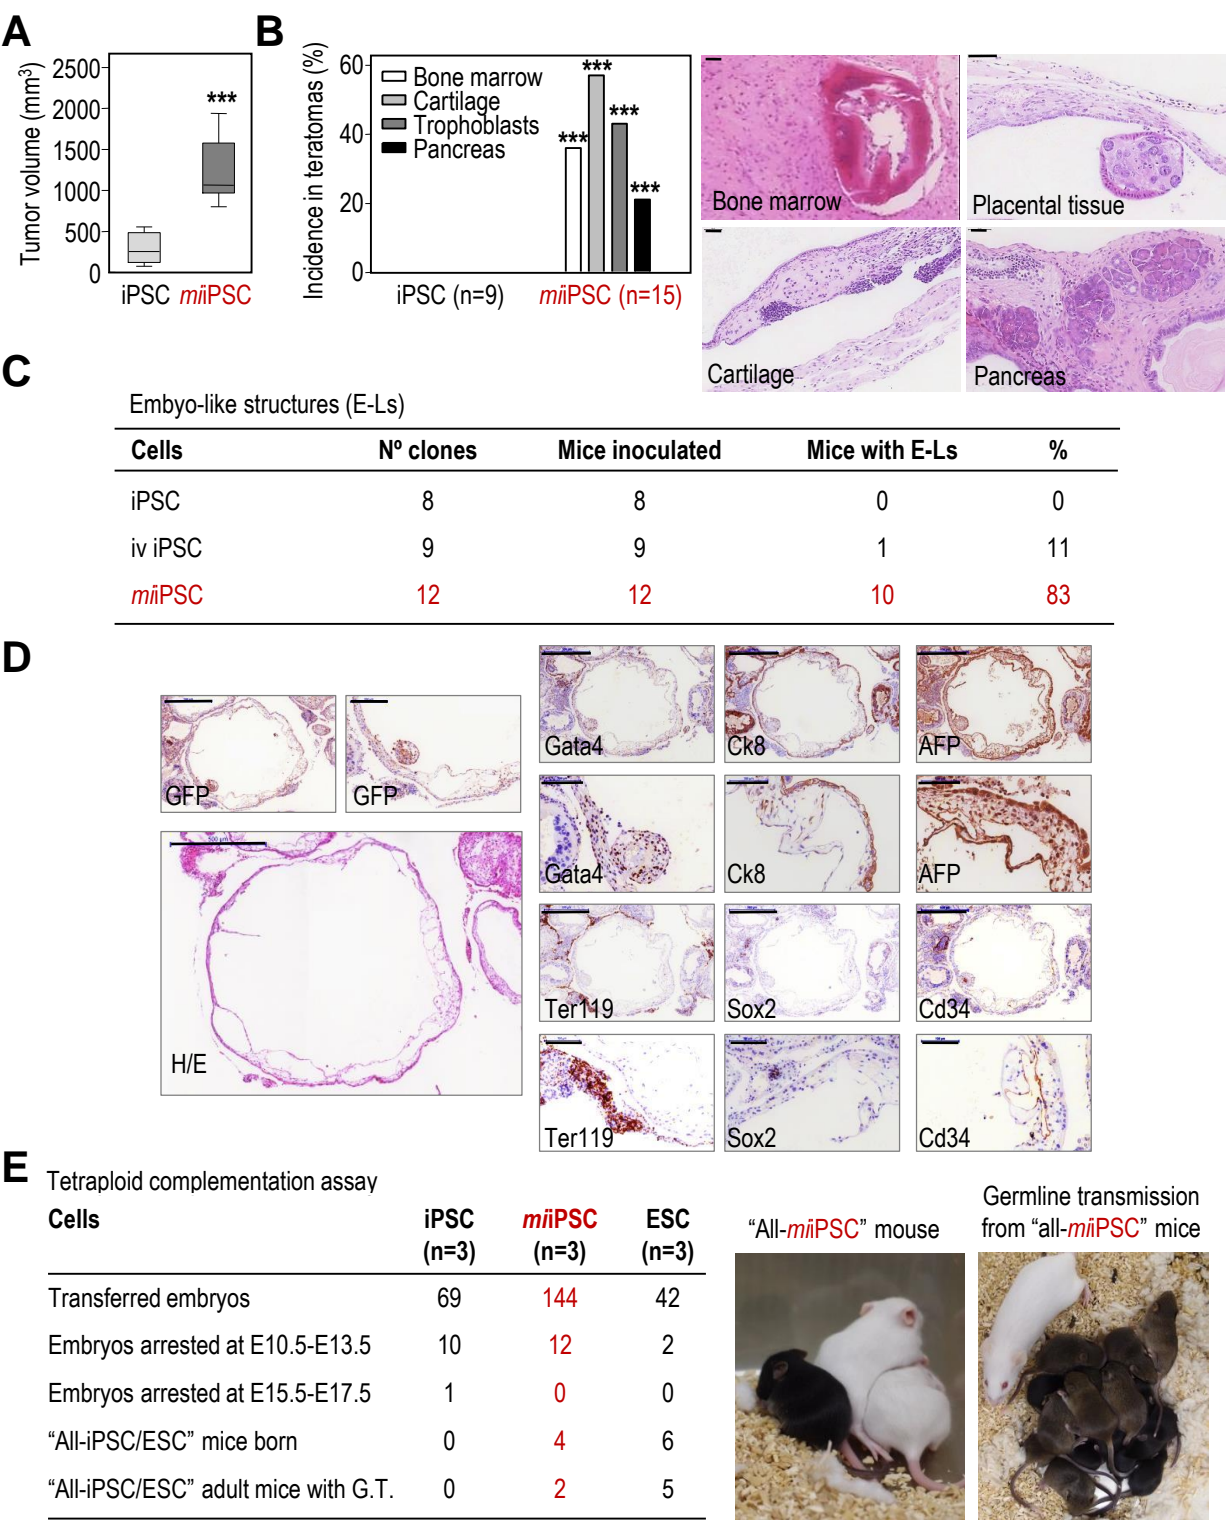 A
Tumor volume (mm³)
2500
2000
1500
1000
500
0
***
iPSC miiPSC
B
Incidence in teratomas (%)
60
40
20
0
Bone marrow
Cartilage
Trophoblasts
Pancreas
***
***
***
***
iPSC (n=9) miiPSC (n=15)
Bone marrow
Placental tissue
Cartilage
Pancreas
C
Embyo-like structures (E-Ls)
Cells Nº clones Mice inoculated Mice with E-Ls %
iPSC 8 8 0 0
iv iPSC 9 9 1 11
miiPSC 12 12 10 83
D
GFP
GFP
H/E
Gata4
Ck8
AFP
Gata4
Ck8
AFP
Ter119
Sox2
Cd34
Ter119
Sox2
Cd34
E
Tetraploid complementation assay
Cells iPSC miiPSC ESC
(n=3) (n=3) (n=3)
Transferred embryos 69 144 42
Embryos arrested at E10.5-E13.5 10 12 2
Embryos arrested at E15.5-E17.5 1 0 0
“All-iPSC/ESC” mice born 0 4 6
“All-iPSC/ESC” adult mice with G.T. 0 2 5
“All-miiPSC” mouse
Germline transmission
from “all-miiPSC” mice